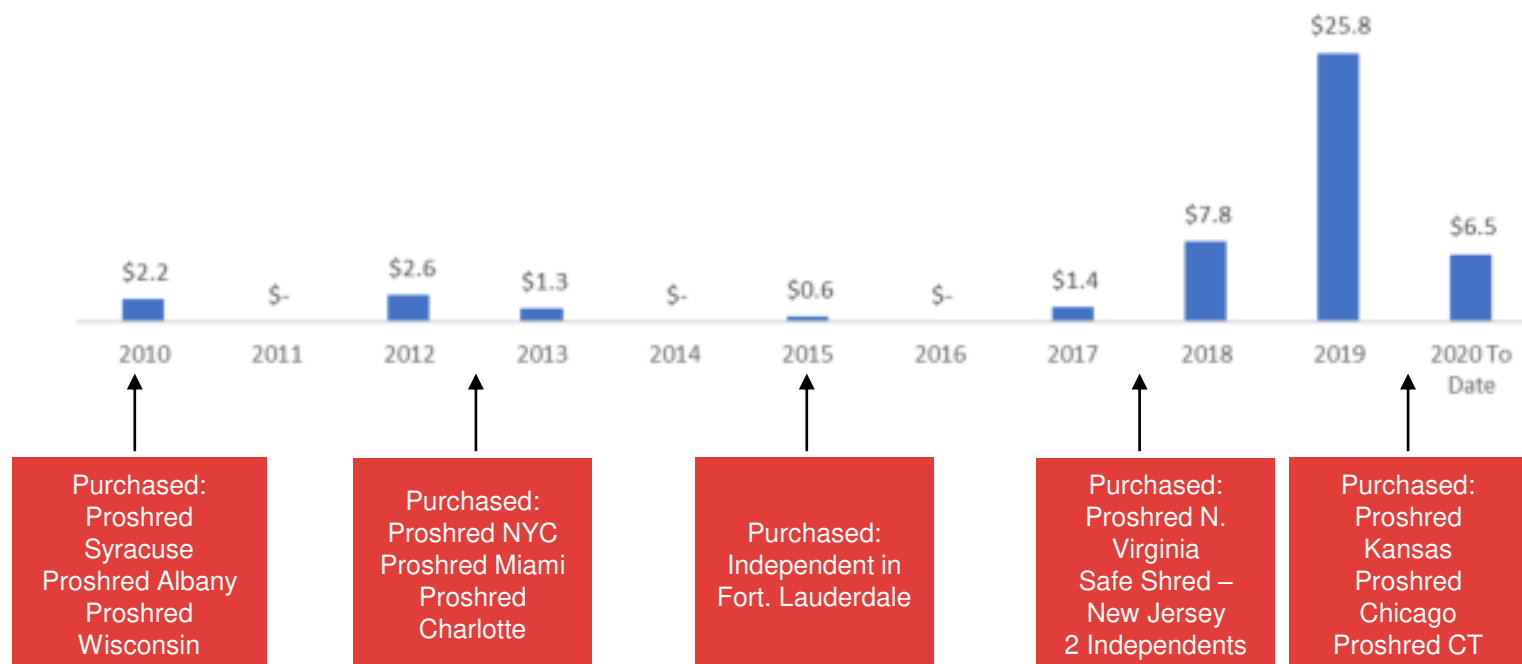 $2.2
$-
$2.6
$1.3
$-
$0.6
$-
$1.4
$7.8
$25.8
$6.5
2010
2011
2012
2013
2014
2015
2016
2017
2018
2019
2020 To
Date
Purchased:
Proshred
Syracuse
Proshred Albany
Proshred
Wisconsin
Purchased:
Proshred NYC
Proshred Miami
Proshred
Charlotte
Purchased:
Independent in
Fort. Lauderdale
Purchased:
Proshred N.
Virginia
Safe Shred –
New Jersey
2 Independents
Purchased:
Proshred
Kansas
Proshred
Chicago
Proshred CT